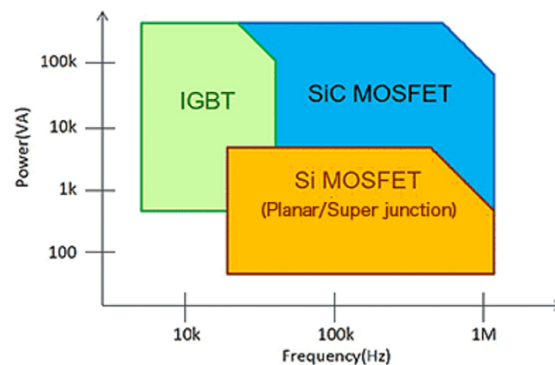 Power(VA)
100k
10k
1k
100
IGBT
SiC MOSFET
Si MOSFET
(Planar/Super junction)
10k
100k
1M
Frequency(Hz)